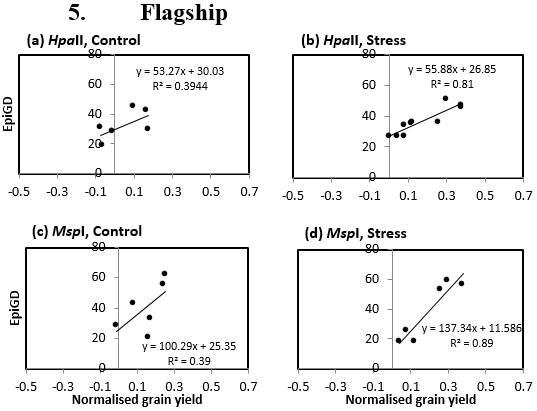 5. Flagship
(a) HpaII, Control
(b) HpaII, Stress
80
y = 53.27x + 30.03
R² = 0.3944
60
40
20
0
EpiGD
-0.5 -0.3 -0.1 0.1 0.3 0.5 0.7
80
y = 55.88x + 26.85
R² = 0.81
60
40
20
0
-0.5 -0.3 -0.1 0.1 0.3 0.5 0.7
(c) MspI, Control
(d) MspI, Stress
80
60
40
20
0
EpiGD
y = 100.29x + 25.35
R² = 0.39
-0.5 -0.3 -0.1 0.1 0.3 0.5 0.7
Normalised grain yield
80
60
40
20
0
y = 137.34x + 11.586
R² = 0.89
-0.5 -0.3 -0.1 0.1 0.3 0.5 0.7
Normalised grain yield